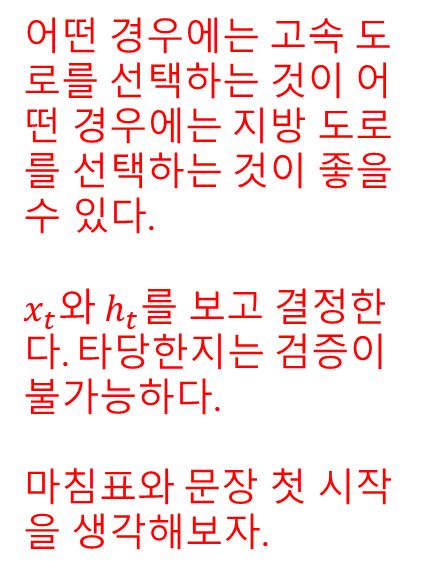 어떤 경우에는 고속 도
로를 선택하는 것이 어
떤 경우에는 지방 도로
를 선택하는 것이 좋을
수 있다.
x_t와 h_t를 보고 결정한
다. 타당한지는 검증이
불가능하다.
마침표와 문장 첫 시작
을 생각해보자.